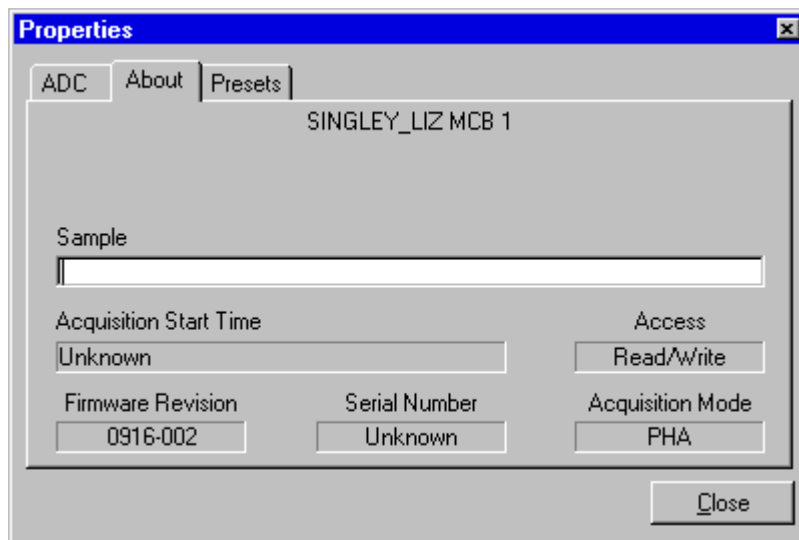 Properties
ADC About Presets
SINGLEY_LIZ MCB 1
Sample
Acquisition Start Time Access
Unknown Read/Write
Firmware Revision Serial Number Acquisition Mode
0916-002 Unknown PHA
Close